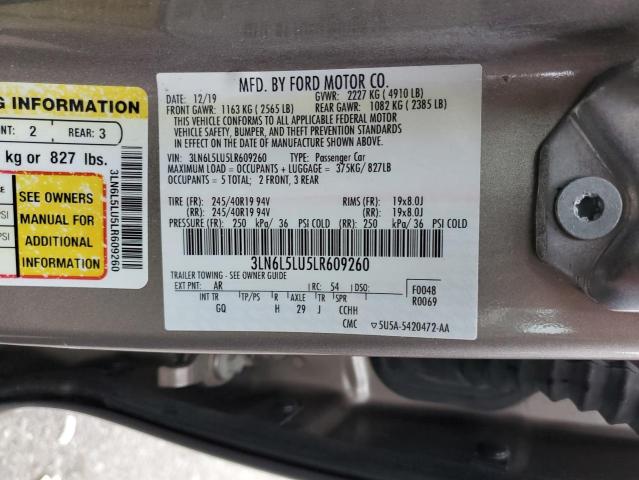 G INFORMATION
NT: 2 REAR: 3
kg or 827 lbs.
SEE OWNERS
MANUAL FOR
ADDITIONAL
INFORMATION
PSI
PSI
3LN6L5LU5LR609260
MFD. BY FORD MOTOR CO.
DATE: 12/19 GVWR: 2227 KG ( 4910 LB)
FRONT GAWR: 1163 KG ( 2565 LB) REAR GAWR: 1082 KG ( 2385 LB)
THIS VEHICLE CONFORMS TO ALL APPLICABLE FEDERAL MOTOR
VEHICLE SAFETY, BUMPER, AND THEFT PREVENTION STANDARDS
IN EFFECT ON THE DATE OF MANUFACTURE SHOWN ABOVE.
VIN: 3LN6L5LU5LR609260 TYPE: Passenger Car
MAXIMUM LOAD = OCCUPANTS + LUGGAGE = 375KG/ 827LB
OCCUPANTS = 5 TOTAL; 2 FRONT, 3 REAR
TIRE (FR): 245/40R19 94V RIMS (FR): 19x8.0J
(RR): 245/40R19 94V (RR): 19x8.0J
PRESSURE (FR): 250 kPa/ 36 PSI COLD (RR): 250 kPa/ 36 PSI COLD
3LN6L5LU5LR609260
TRAILER TOWING - SEE OWNER GUIDE
EXT PNT: AR RC: 54 DSO: F0048
INT TR TP/PS R AXLE TR SPR R0069
GQ H 29 J CCHH
CMC 5U5A-5420472-AA